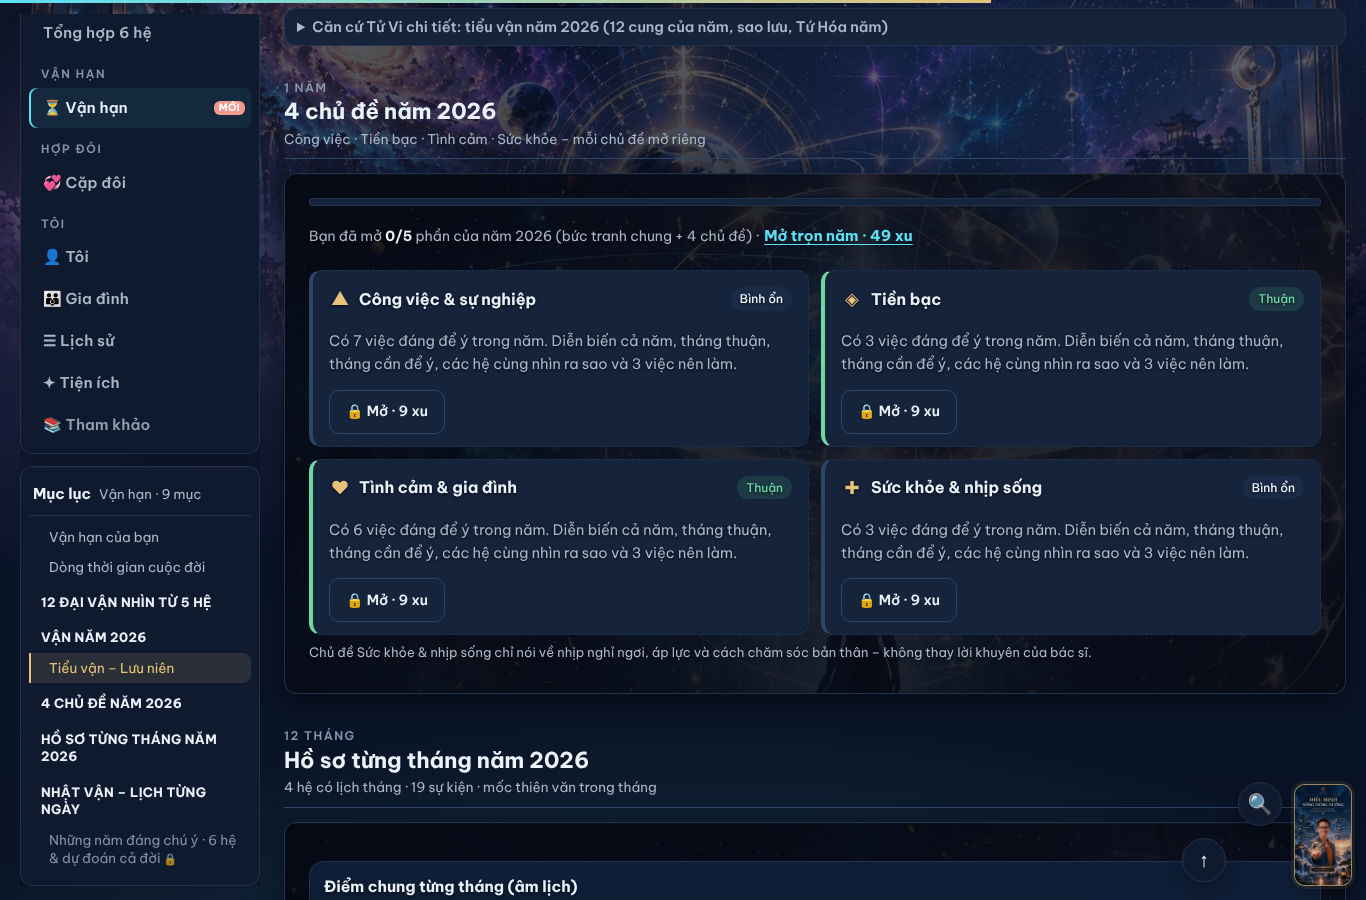 Tổng hợp 6 hệ
VẬN HẠN
Vận hạn
MỚI
HỢP ĐÔI
Cặp đôi
TÔI
Tôi
Gia đình
Lịch sử
Tiện ích
Tham khảo
Mục lục Vận hạn · 9 mục
Vận hạn của bạn
Dòng thời gian cuộc đời
12 ĐẠI VẬN NHÌN TỪ 5 HỆ
VẬN NĂM 2026
Tiểu vận – Lưu niên
4 CHỦ ĐỀ NĂM 2026
HỒ SƠ TỪNG THÁNG NĂM
2026
NHẬT VẬN – LỊCH TỪNG
NGÀY
Những năm đáng chú ý · 6 hệ
& dự đoán cả đời
Căn cứ Tử Vi chi tiết: tiểu vận năm 2026 (12 cung của năm, sao lưu, Tứ Hóa năm)
1 NĂM
4 chủ đề năm 2026
Công việc · Tiền bạc · Tình cảm · Sức khỏe – mỗi chủ đề mở riêng
Bạn đã mở 0/5 phần của năm 2026 (bức tranh chung + 4 chủ đề) · Mở trọn năm · 49 xu
Công việc & sự nghiệp
Bình ổn
Có 7 việc đáng để ý trong năm. Diễn biến cả năm, tháng thuận,
tháng cần để ý, các hệ cùng nhìn ra sao và 3 việc nên làm.
Mở · 9 xu
Tiền bạc
Thuận
Có 3 việc đáng để ý trong năm. Diễn biến cả năm, tháng thuận,
tháng cần để ý, các hệ cùng nhìn ra sao và 3 việc nên làm.
Mở · 9 xu
Tình cảm & gia đình
Thuận
Có 6 việc đáng để ý trong năm. Diễn biến cả năm, tháng thuận,
tháng cần để ý, các hệ cùng nhìn ra sao và 3 việc nên làm.
Mở · 9 xu
Sức khỏe & nhịp sống
Bình ổn
Có 3 việc đáng để ý trong năm. Diễn biến cả năm, tháng thuận,
tháng cần để ý, các hệ cùng nhìn ra sao và 3 việc nên làm.
Mở · 9 xu
Chủ đề Sức khỏe & nhịp sống chỉ nói về nhịp nghỉ ngơi, áp lực và cách chăm sóc bản thân – không thay lời khuyên của bác sĩ.
12 THÁNG
Hồ sơ từng tháng năm 2026
4 hệ có lịch tháng · 19 sự kiện · mốc thiên văn trong tháng
Điểm chung từng tháng (âm lịch)